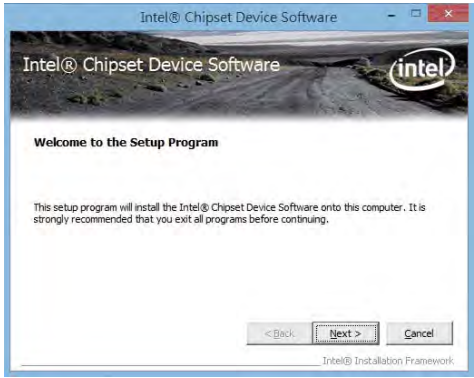 Intel® Chipset Device Software
Intel® Chipset Device Software
intel
Welcome to the Setup Program
This setup program will install the Intel® Chipset Device Software onto this computer. It is
strongly recommended that you exit all programs before continuing.
< Back
Next >
Cancel
Intel® Installation Framework